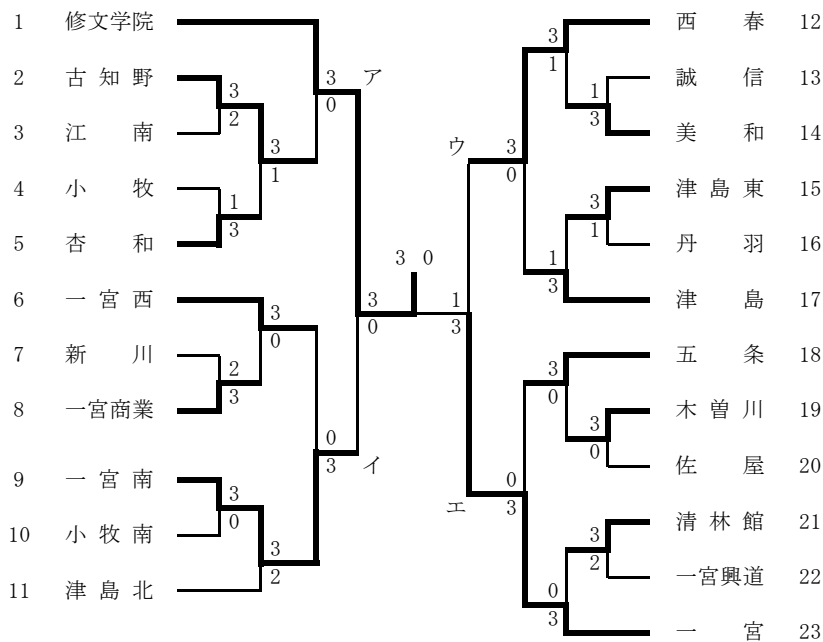 1 修文学院
2 古知野
3 江南
4 小牧
5 杏和
6 一宮西
7 新川
8 一宮商業
9 一宮南
10 小牧南
11 津島北
3
2
1
3
3
1
3
0
ア
2
3
3
0
3
0
3
2
0
3
イ
3
0
3 0
1
3
ウ
3
0
エ
0
3
3
1
1
3
3
1
1
3
3
0
3
0
3
2
0
3
西春 12
誠信 13
美和 14
津島東 15
丹羽 16
津島 17
五条 18
木曽川 19
佐屋 20
清林館 21
一宮興道 22
一宮 23